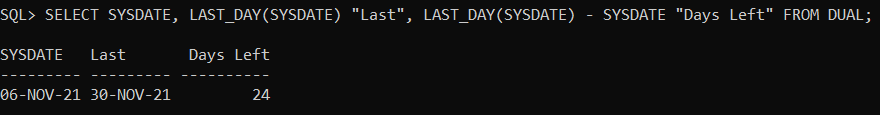 SQL> SELECT SYSDATE, LAST_DAY(SYSDATE) "Last", LAST_DAY(SYSDATE) - SYSDATE "Days Left" FROM DUAL;
SYSDATE   Last       Days Left
--------- --------- ----------
06-NOV-21 30-NOV-21         24